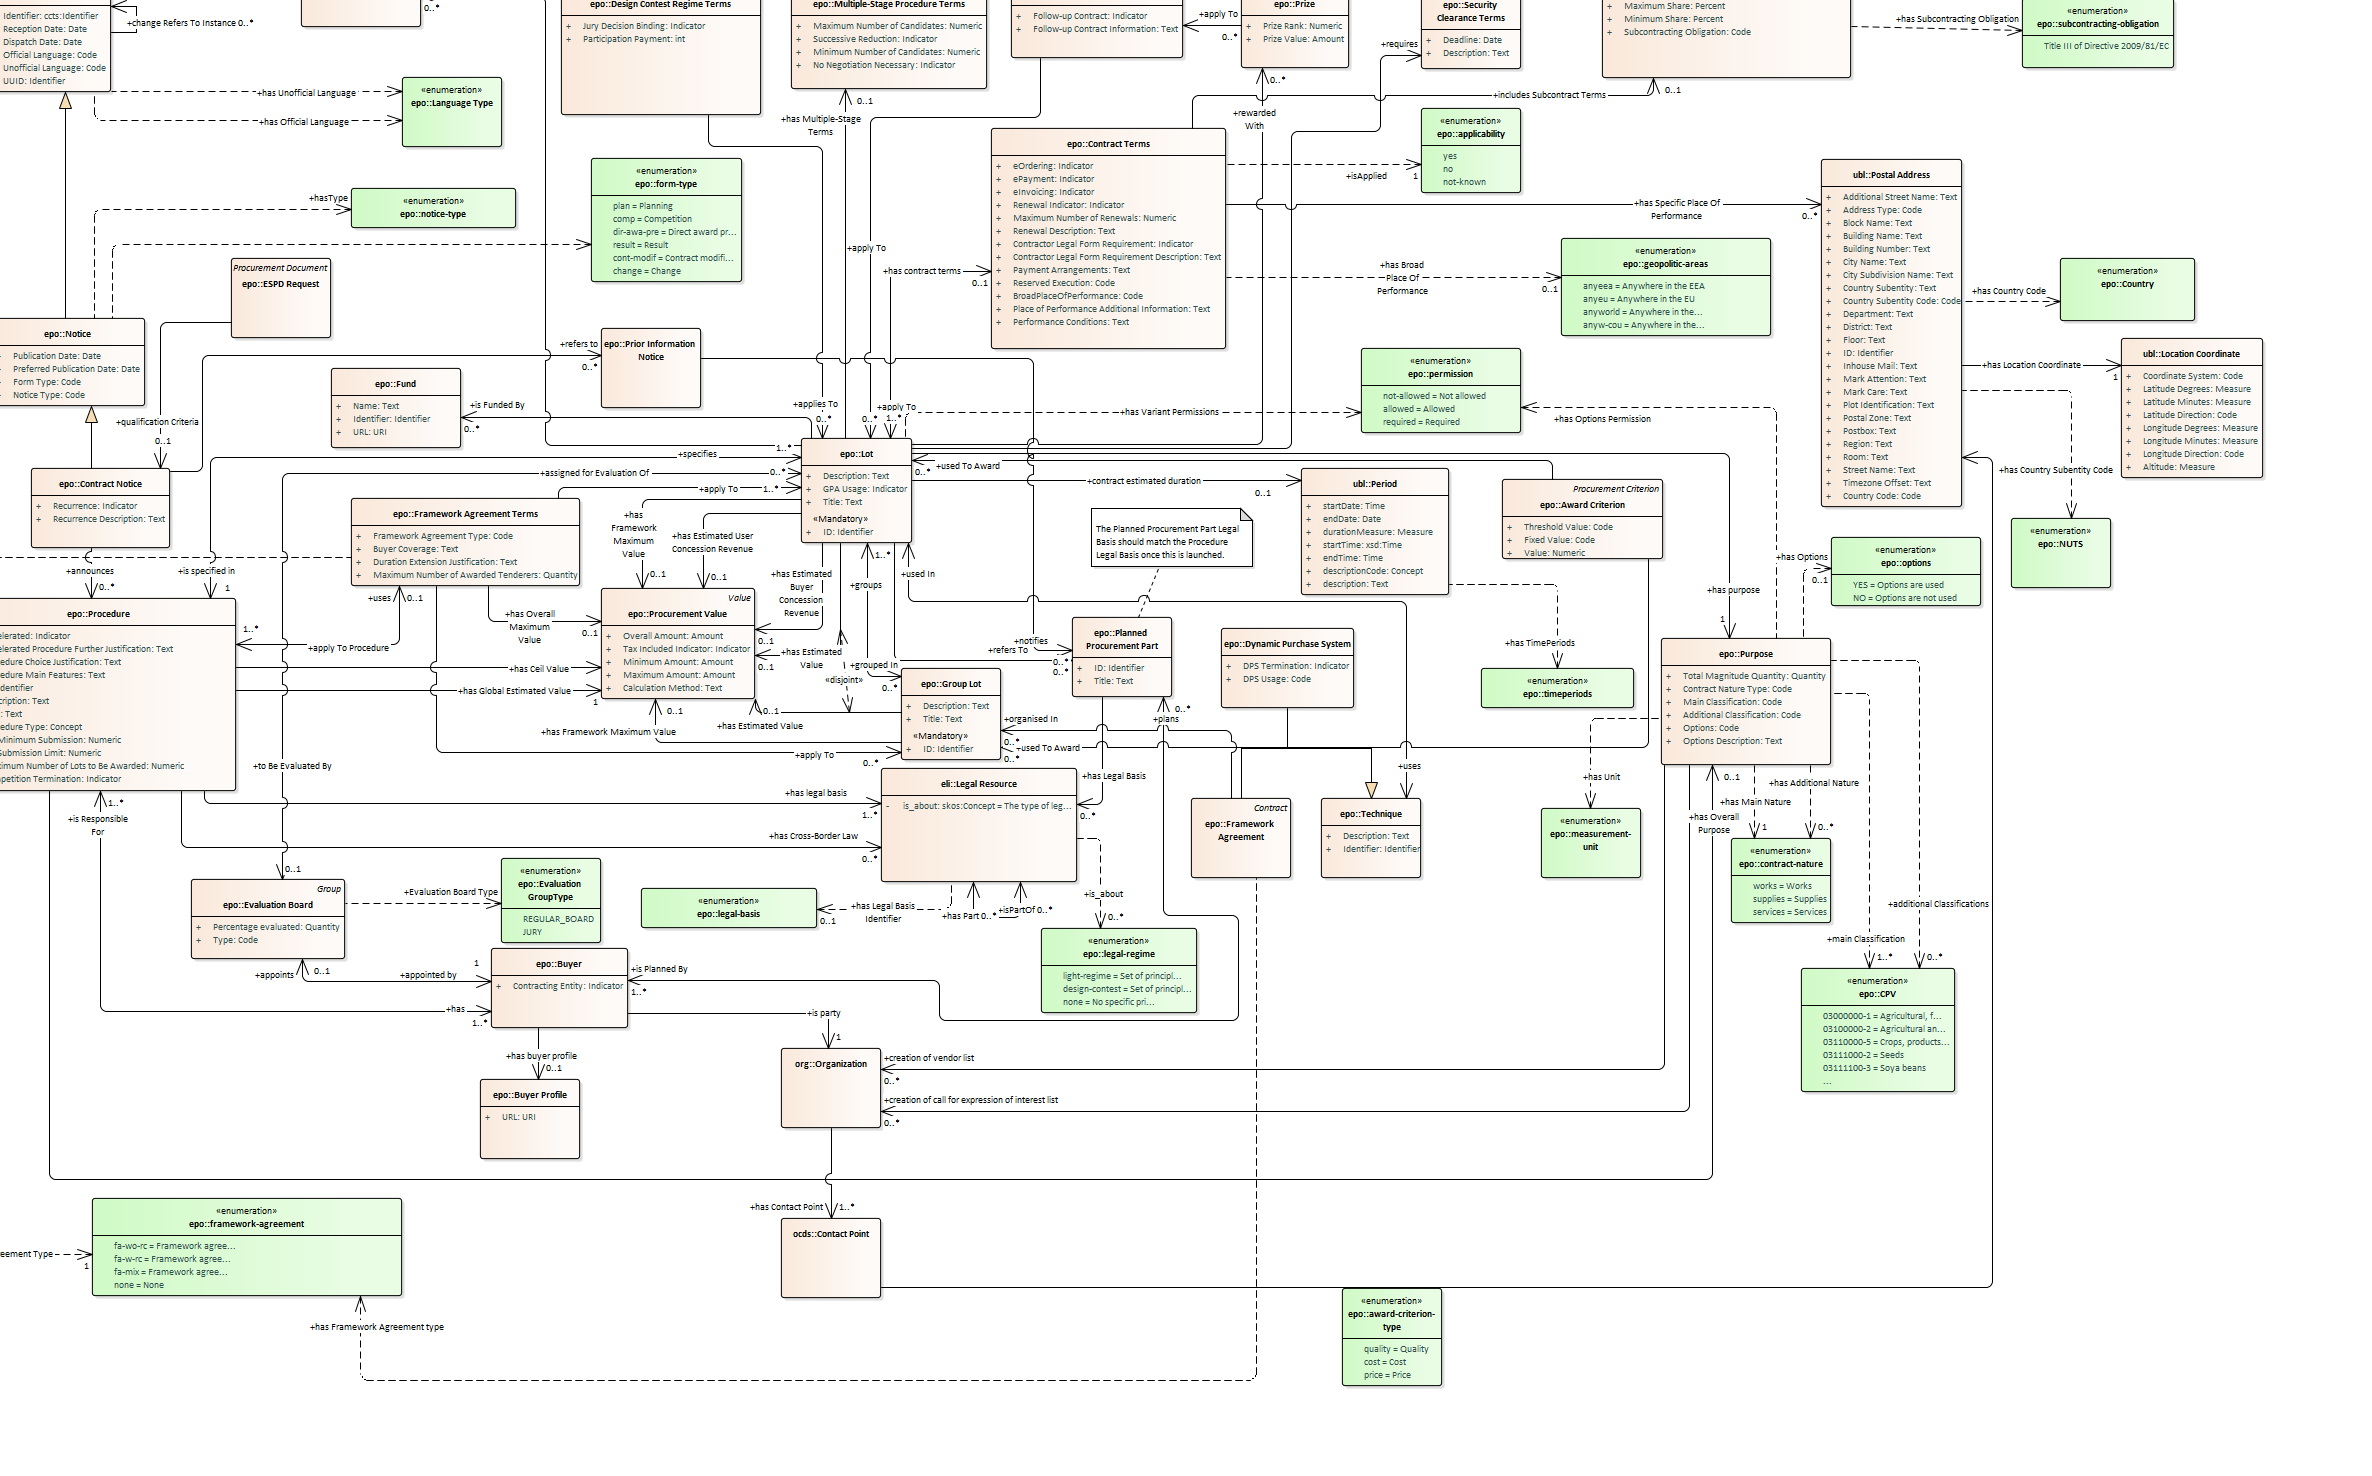 Identifier: ccts:Identifier
Reception Date: Date
Dispatch Date: Date
Official Language: Code
Unofficial Language: Code
UUID: Identifier
+change Refers To Instance 0..*
0..*
epo::Design Contest Regime Terms
+ Jury Decision Binding: Indicator
+ Participation Payment: int
epo::Multiple-Stage Procedure Terms
+ Maximum Number of Candidates: Numeric
+ Successive Reduction: Indicator
+ Minimum Number of Candidates: Numeric
+ No Negotiation Necessary: Indicator
+ Follow-up Contract: Indicator
+ Follow-up Contract Information: Text
+apply To
0..*
epo::Prize
+ Prize Rank: Numeric
+ Prize Value: Amount
epo::Security
Clearance Terms
+ Deadline: Date
+ Description: Text
+requires
Maximum Share: Percent
+ Minimum Share: Percent
+ Subcontracting Obligation: Code
+has Subcontracting Obligation
«enumeration»
epo::subcontracting-obligation
Title III of Directive 2009/81/EC
+has Unofficial Language
+has Official Language
«enumeration»
epo::Language Type
0..1
+has Multiple-Stage
Terms
0..*
+rewarded
With
+includes Subcontract Terms
0..1
«enumeration»
epo::applicability
yes
no
not-known
+isApplied
1
epo::Contract Terms
+ eOrdering: Indicator
+ ePayment: Indicator
+ eInvoicing: Indicator
+ Renewal Indicator: Indicator
+ Maximum Number of Renewals: Numeric
+ Renewal Description: Text
+ Contractor Legal Form Requirement: Indicator
+ Contractor Legal Form Requirement Description: Text
+ Payment Arrangements: Text
+ Reserved Execution: Code
+ BroadPlaceOfPerformance: Code
+ Place of Performance Additional Information: Text
+ Performance Conditions: Text
+has contract terms
0..1
+has Specific Place Of
Performance
0..*
+has Broad
Place Of
Performance
0..1
«enumeration»
epo::geopolitic-areas
anyeea = Anywhere in the EEA
anyeu = Anywhere in the EU
anyworld = Anywhere in the...
anyw-cou = Anywhere in the...
ubl::Postal Address
+ Additional Street Name: Text
+ Address Type: Code
+ Block Name: Text
+ Building Name: Text
+ Building Number: Text
+ City Name: Text
+ City Subdivision Name: Text
+ Country Subentity: Text
+ Country Subentity Code: Code
+ Department: Text
+ District: Text
+ Floor: Text
+ ID: Identifier
+ Inhouse Mail: Text
+ Mark Attention: Text
+ Mark Care: Text
+ Plot Identification: Text
+ Postal Zone: Text
+ Postbox: Text
+ Region: Text
+ Room: Text
+ Street Name: Text
+ Timezone Offset: Text
+ Country Code: Code
+has Country Code
«enumeration»
epo::Country
+has Location Coordinate
1
ubl::Location Coordinate
+ Coordinate System: Code
+ Latitude Degrees: Measure
+ Latitude Minutes: Measure
+ Latitude Direction: Code
+ Longitude Degrees: Measure
+ Longitude Minutes: Measure
+ Longitude Direction: Code
+ Altitude: Measure
+has Country Subentity Code
«enumeration»
epo::NUTS
+hasType
«enumeration»
epo::notice-type
«enumeration»
epo::form-type
plan = Planning
comp = Competition
dir-awa-pre = Direct award pr...
result = Result
cont-modif = Contract modifi...
change = Change
+apply To
Procurement Document
epo::ESPD Request
epo::Notice
Publication Date: Date
Preferred Publication Date: Date
Form Type: Code
Notice Type: Code
+refers to
0..*
epo::Prior Information
Notice
epo::Fund
+ Name: Text
+ Identifier: Identifier
+ URL: URI
+is Funded By
0..*
+qualification Criteria
0..1
+applies To
0..*
0..*
+apply To
1..*
+has Variant Permissions
«enumeration»
epo::permission
not-allowed = Not allowed
allowed = Allowed
required = Required
+has Options Permission
epo::Contract Notice
+ Recurrence: Indicator
+ Recurrence Description: Text
+specifies
1..*
+assigned for Evaluation Of
0..*
+apply To
1..*
epo::Lot
+ Description: Text
+ GPA Usage: Indicator
+ Title: Text
«Mandatory»
+ ID: Identifier
0..*
+used To Award
+contract estimated duration
0..1
ubl::Period
+ startDate: Time
+ endDate: Date
+ durationMeasure: Measure
+ startTime: xsd:Time
+ endTime: Time
+ descriptionCode: Concept
+ description: Text
Procurement Criterion
epo::Award Criterion
+ Threshold Value: Code
+ Fixed Value: Code
+ Value: Numeric
The Planned Procurement Part Legal
Basis should match the Procedure
Legal Basis once this is launched.
epo::Framework Agreement Terms
+ Framework Agreement Type: Code
+ Buyer Coverage: Text
+ Duration Extension Justification: Text
+ Maximum Number of Awarded Tenderers: Quantity
+has
Framework
Maximum
Value
0..1
+has Estimated User
Concession Revenue
0..1
+has Estimated
Buyer
Concession
Revenue
0..1
1..*
+groups
+used In
+announces
0..*
+is specified in
1
+uses
0..1
+has Overall
Maximum
Value
0..1
Value
epo::Procurement Value
+ Overall Amount: Amount
+ Tax Included Indicator: Indicator
+ Minimum Amount: Amount
+ Maximum Amount: Amount
+ Calculation Method: Text
+has Estimated
Value
0..1
+grouped In
0..*
«disjoint»
+notifies
+refers To
0..*
0..*
epo::Planned
Procurement Part
+ ID: Identifier
+ Title: Text
epo::Dynamic Purchase System
+ DPS Termination: Indicator
+ DPS Usage: Code
+has TimePeriods
«enumeration»
epo::timeperiods
+has purpose
1
+has Options
0..1
«enumeration»
epo::options
YES = Options are used
NO = Options are not used
epo::Purpose
+ Total Magnitude Quantity: Quantity
+ Contract Nature Type: Code
+ Main Classification: Code
+ Additional Classification: Code
+ Options: Code
+ Options Description: Text
epo::Procedure
elerated: Indicator
elerated Procedure Further Justification: Text
edure Choice Justification: Text
edure Main Features: Text
dentifier
cription: Text
: Text
edure Type: Concept
Minimum Submission: Numeric
Submission Limit: Numeric
ximum Number of Lots to Be Awarded: Numeric
npetition Termination: Indicator
1..*
+apply To Procedure
+has Ceil Value
+has Global Estimated Value
1
0..1
+has Framework Maximum Value
0..1
+has Estimated Value
+apply To
0..*
epo::Group Lot
+ Description: Text
+ Title: Text
«Mandatory»
+ ID: Identifier
+organised In
0..*
+used To Award
0..*
0..*
+plans
+has Legal Basis
0..*
+uses
+has Unit
«enumeration»
epo::measurement-
unit
0..1
+has Overall
Purpose
+has Main Nature
1
+has Additional Nature
0..*
«enumeration»
epo::contract-nature
works = Works
supplies = Supplies
services = Services
+additional Classifications
0..*
+main Classification
1..*
«enumeration»
epo::CPV
03000000-1 = Agricultural, f...
03100000-2 = Agricultural an...
03110000-5 = Crops, products...
03111000-2 = Seeds
03111100-3 = Soya beans
...
+to Be Evaluated By
0..1
+has legal basis
1..*
+has Cross-Border Law
0..*
eli::Legal Resource
- is_about: skos:Concept = The type of leg...
Contract
epo::Framework
Agreement
epo::Technique
+ Description: Text
+ Identifier: Identifier
1..*
+is Responsible
For
Group
epo::Evaluation Board
+ Percentage evaluated: Quantity
+ Type: Code
+Evaluation Board Type
«enumeration»
epo::Evaluation
GroupType
REGULAR_BOARD
JURY
«enumeration»
epo::legal-basis
0..1
+has Legal Basis
Identifier
+has Part 0..*
+isPartOf 0..*
+is_about
0..*
«enumeration»
epo::legal-regime
light-regime = Set of principl...
design-contest = Set of principl...
none = No specific pri...
+appoints
0..1
+appointed by
1
+has
1..*
epo::Buyer
+ Contracting Entity: Indicator
+is Planned By
1..*
+is party
1
+has buyer profile
0..1
epo::Buyer Profile
+ URL: URI
org::Organization
+creation of vendor list
0..*
+creation of call for expression of interest list
0..*
+has Contact Point
1..*
ocds::Contact Point
eement Type
1
«enumeration»
epo::framework-agreement
fa-wo-rc = Framework agree...
fa-w-rc = Framework agree...
fa-mix = Framework agree...
none = None
+has Framework Agreement type
«enumeration»
epo::award-criterion-
type
quality = Quality
cost = Cost
price = Price